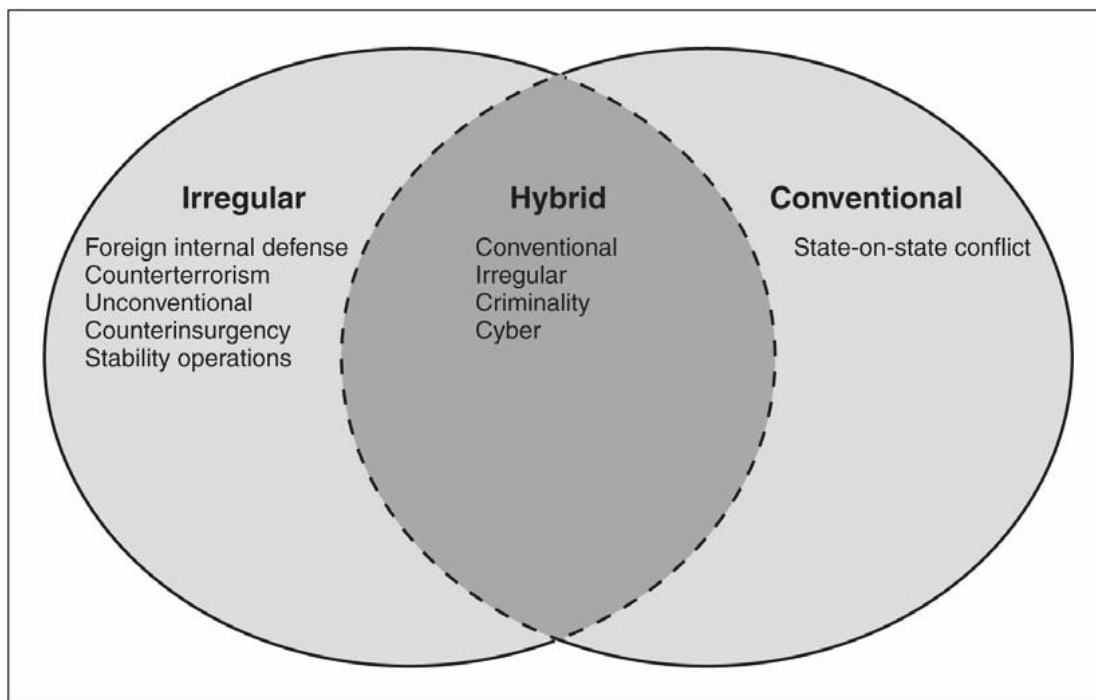 Irregular
Foreign internal defense
Counterterrorism
Unconventional
Counterinsurgency
Stability operations
Hybrid
Conventional
Irregular
Criminality
Cyber
Conventional
State-on-state conflict